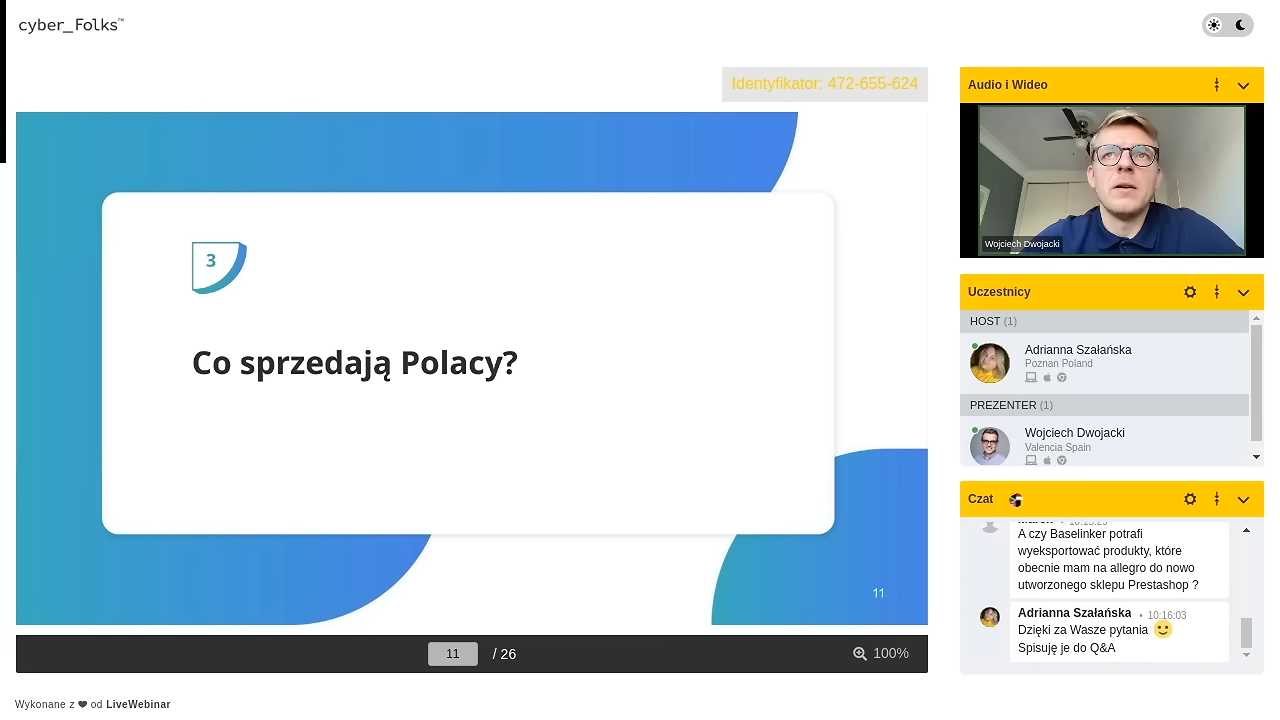 cyber_Folks™
Identyfikator: 472-655-624
3
Co sprzedają Polacy?
11
11 / 26
100%
Audio i Wideo
Wojciech Dwojacki
Uczestnicy
HOST (1)
Adrianna Szałańska
Poznan Poland
PREZENTER (1)
Wojciech Dwojacki
Valencia Spain
Czat
A czy Baselinker potrafi
wyeksportować produkty, które
obecnie mam na allegro do nowo
utworzonego sklepu Prestashop ?
Adrianna Szałańska • 10:16:03
Dzięki za Wasze pytania
Spisuję je do Q&A
Wykonane z ❤ od LiveWebinar